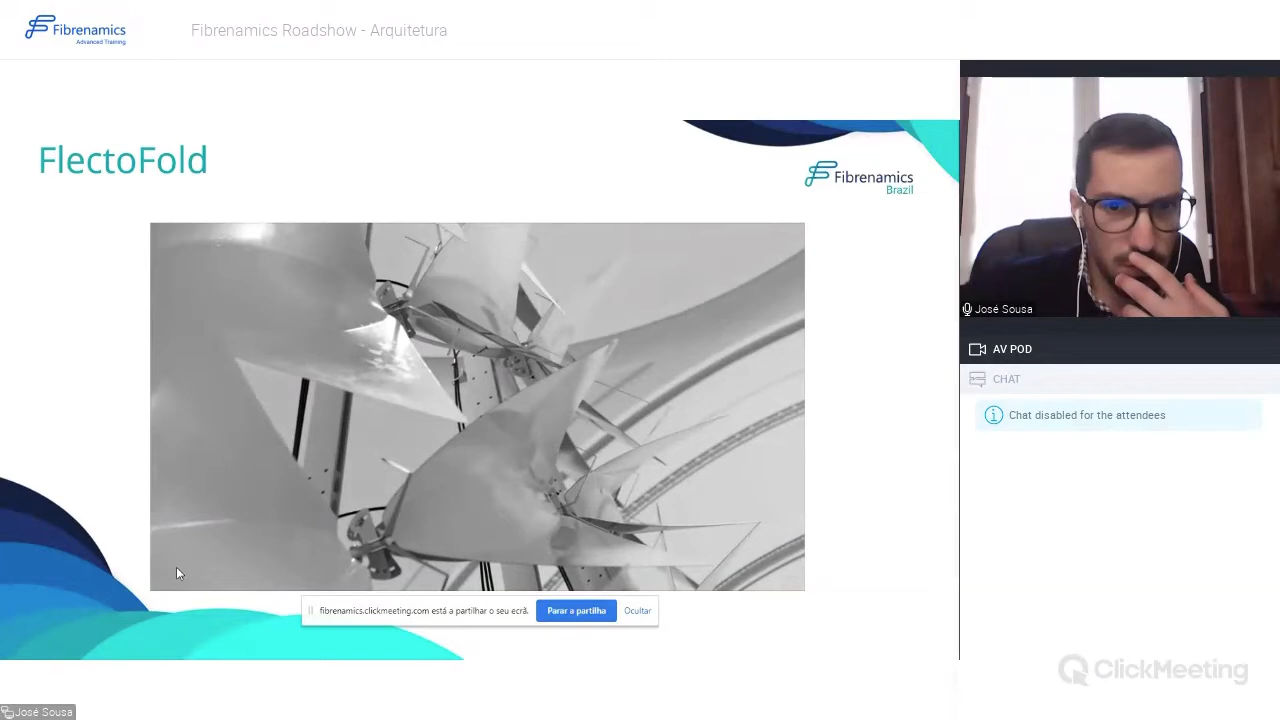 Fibrenamics
Advanced Training
Fibrenamics Roadshow - Arquitetura
FlectoFold
Fibrenamics
Brazil
José Sousa
AV POD
CHAT
Chat disabled for the attendees
fibrenamics.clickmeeting.com está a partilhar o seu ecrã.
Parar a partilha
Ocultar
ClickMeeting
José Sousa